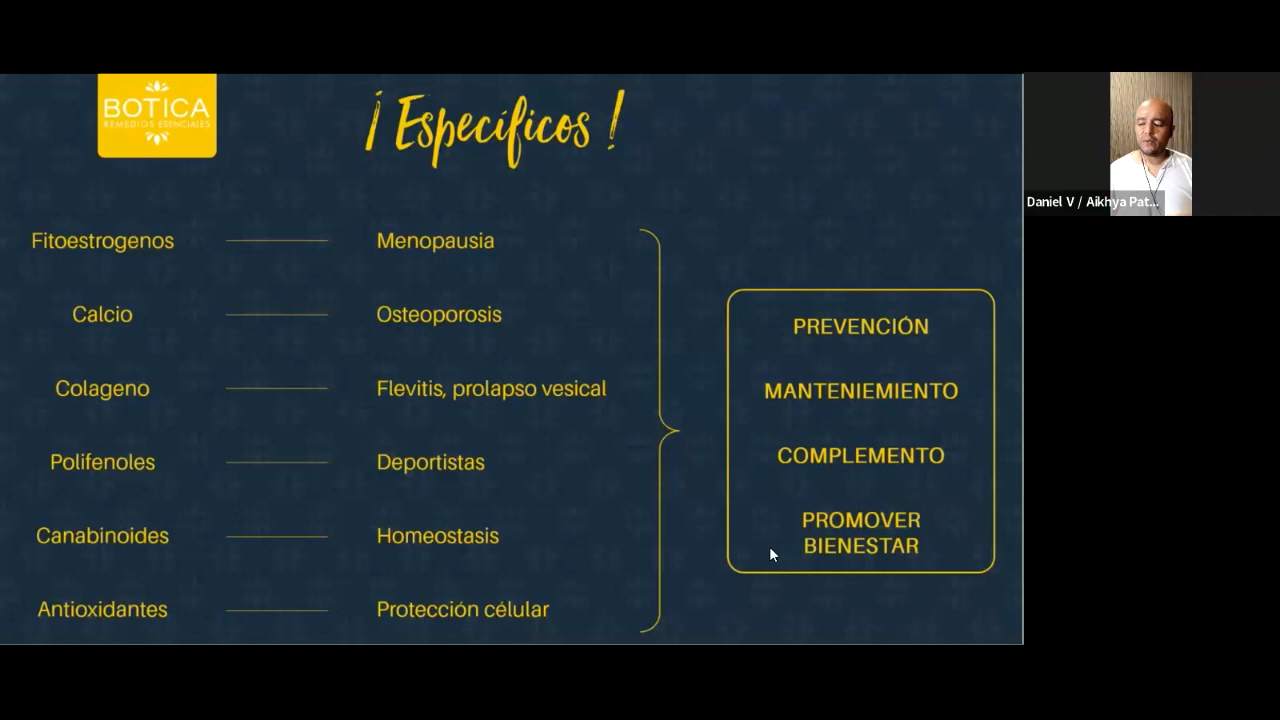 BOTICA
REMEDIOS ESENCIALES
¡ Específicos !
Fitoestrogenos
Menopausia
Calcio
Osteoporosis
Colageno
Flevitis, prolapso vesical
Polifenoles
Deportistas
Canabinoides
Homeostasis
Antioxidantes
Protección célular
PREVENCIÓN
MANTENIEMIENTO
COMPLEMENTO
PROMOVER
BIENESTAR
Daniel V / Aikhya Pat...